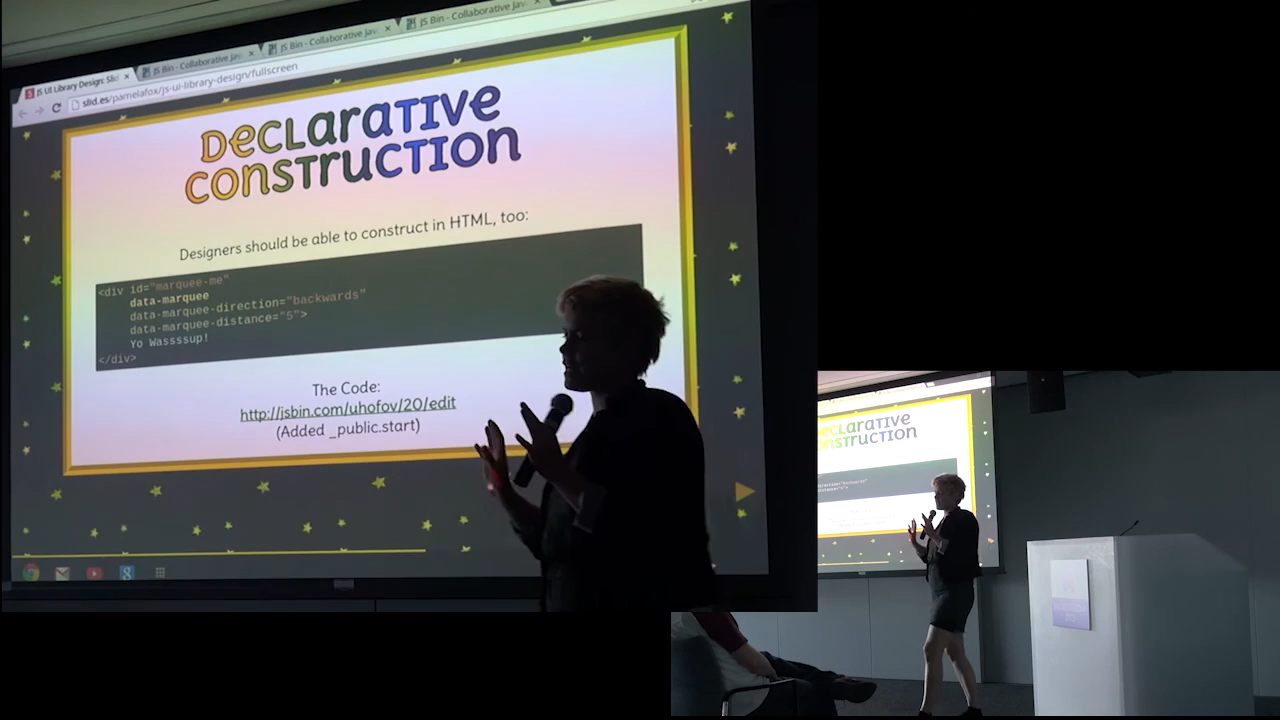 JS UI Library Design: Slid
JS Bin - Collaborative Jav
JS Bin - Collaborative Jav
JS Bin - Collaborative Jav
slid.es/pamelafox/js-ui-library-design/fullscreen
DECLARATIVE
CONSTRUCTION
Designers should be able to construct in HTML, too:
<div id="marquee-me"
data-marquee
data-marquee-direction="backwards"
data-marquee-distance="5">
Yo Wassssup!
</div>
The Code:
http://jsbin.com/uhofov/20/edit
(Added _public.start)
DECLARATIVE
CONSTRUCTION